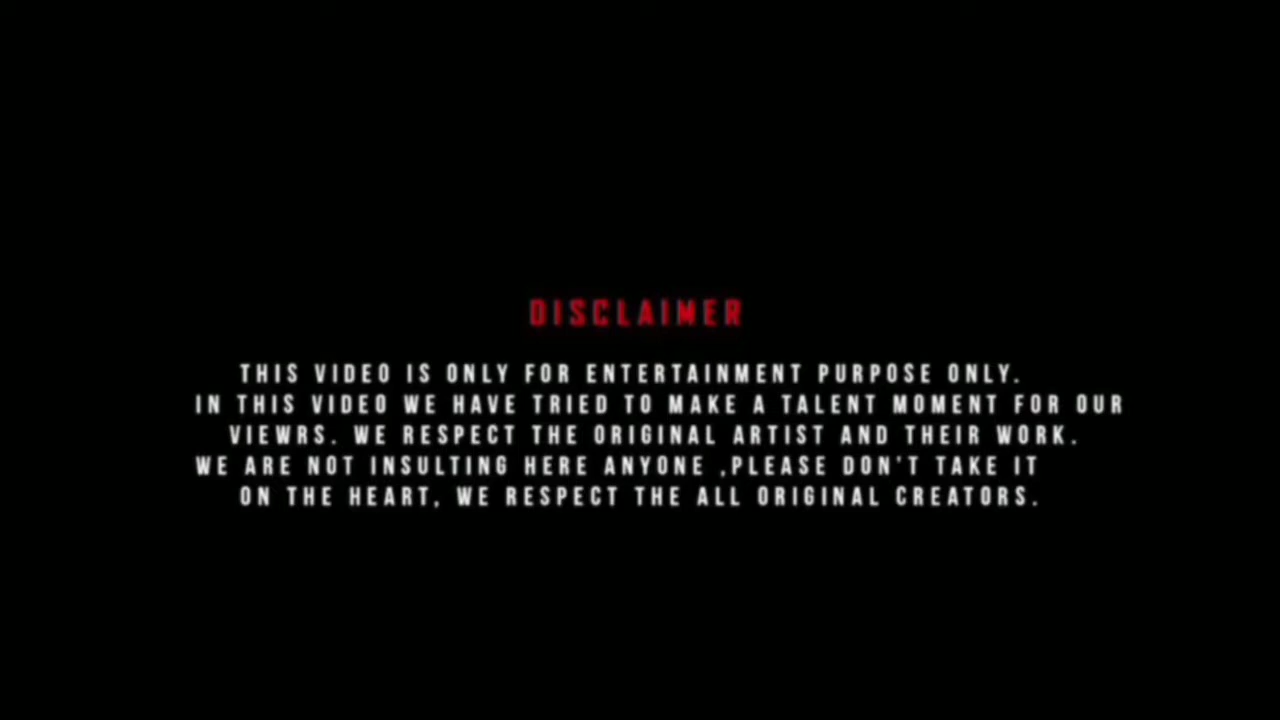 DISCLAIMER
THIS VIDEO IS ONLY FOR ENTERTAINMENT PURPOSE ONLY.
IN THIS VIDEO WE HAVE TRIED TO MAKE A TALENT MOMENT FOR OUR
VIEWRS. WE RESPECT THE ORIGINAL ARTIST AND THEIR WORK.
WE ARE NOT INSULTING HERE ANYONE ,PLEASE DON'T TAKE IT
ON THE HEART, WE RESPECT THE ALL ORIGINAL CREATORS.